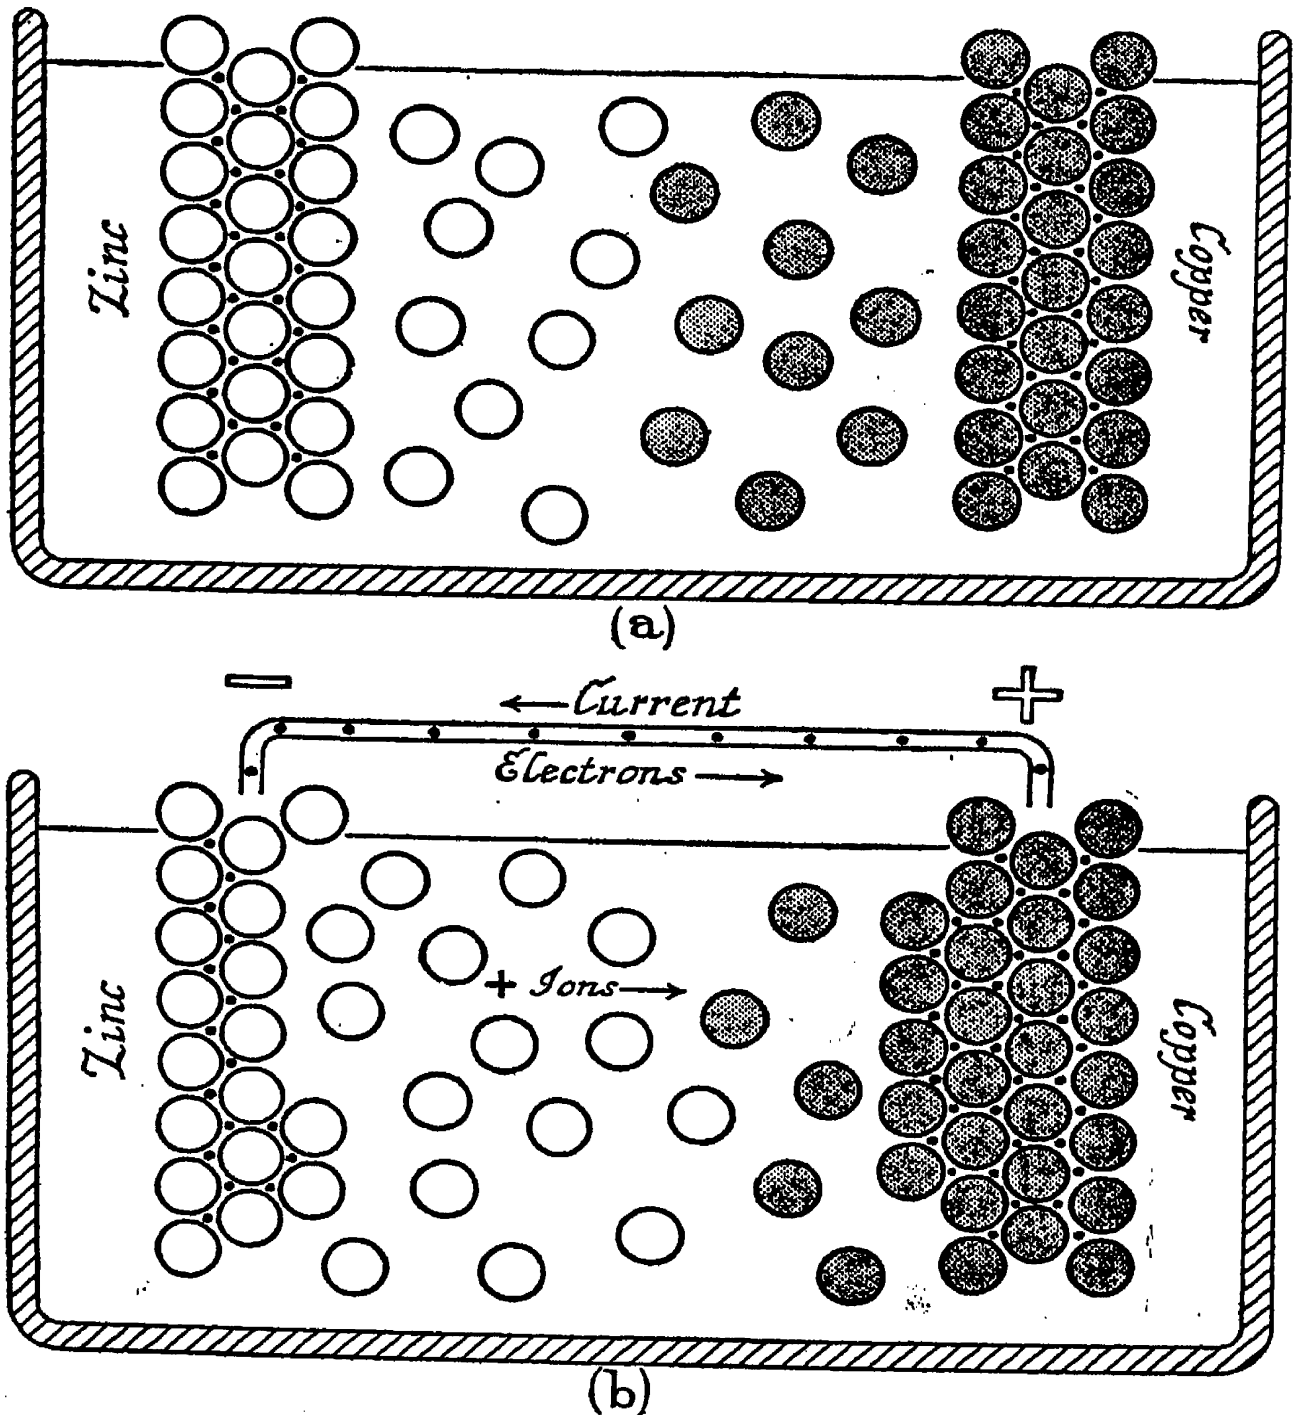 Zinc
Copper
(a)
−
+
←Current
Electrons→
+ Ions→
Zinc
Copper
(b)